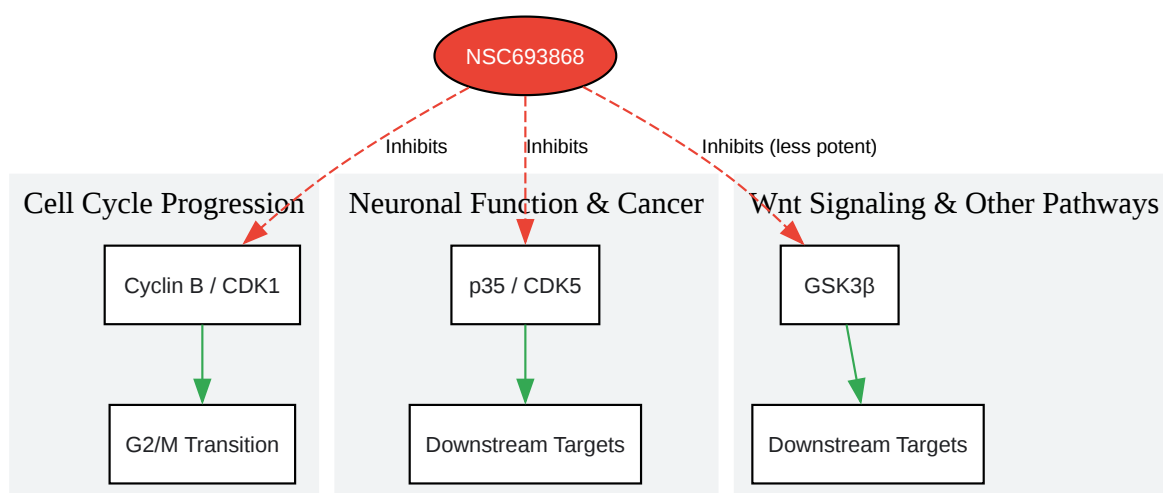 NSC693868
Inhibits
Inhibits
Inhibits (less potent)
Cell Cycle Progression
Neuronal Function & Cancer
Wnt Signaling & Other Pathways
Cyclin B / CDK1
p35 / CDK5
GSK3β
G2/M Transition
Downstream Targets
Downstream Targets